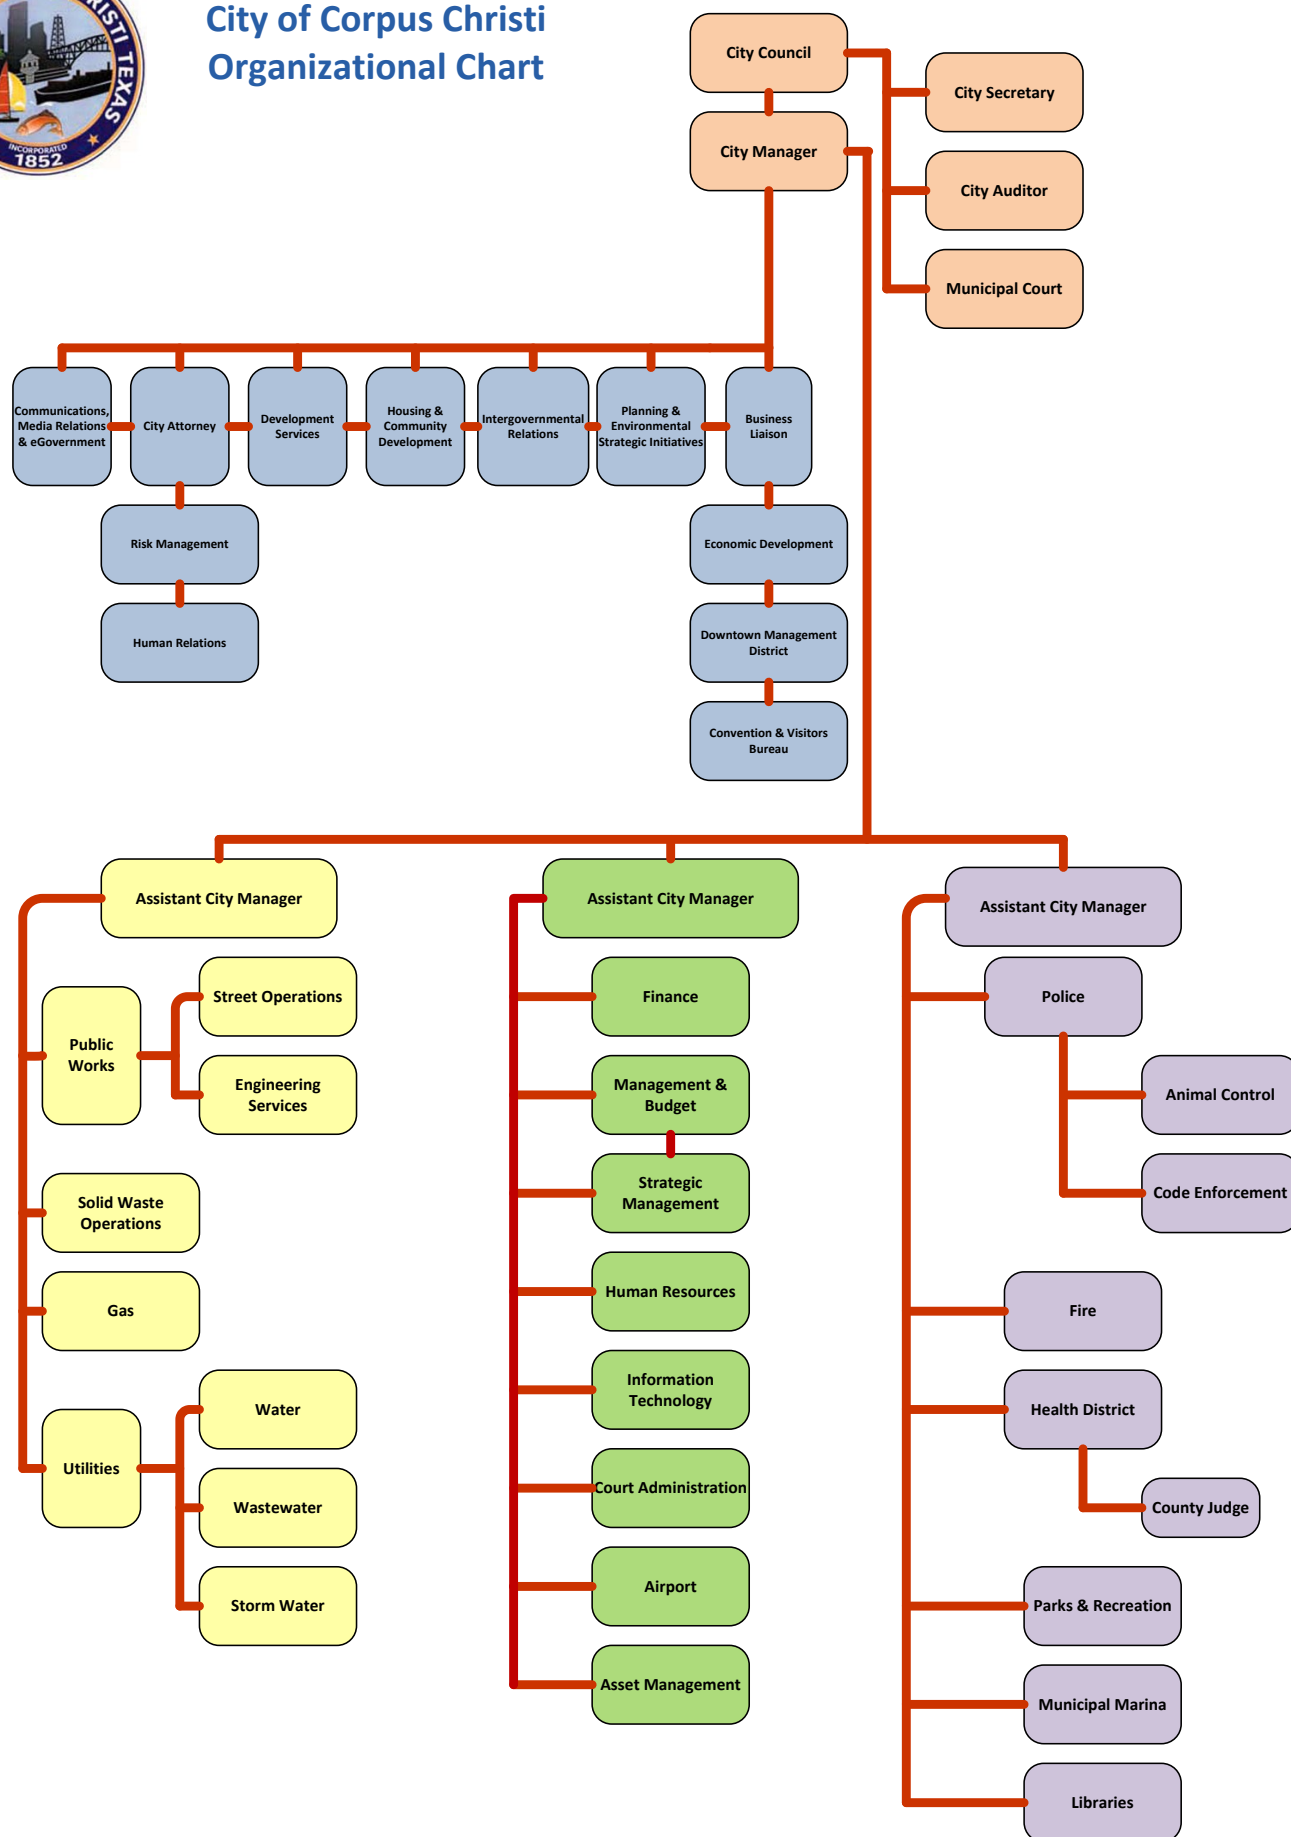 RISTI TEXAS
INCORPORATED
1852
City of Corpus Christi
Organizational Chart
City Council
City Secretary
City Manager
City Auditor
Municipal Court
Communications,
Media Relations
& eGovernment
City Attorney
Development
Services
Housing &
Community
Development
Intergovernmental
Relations
Planning &
Environmental
Strategic Initiatives
Business
Liaison
Risk Management
Human Relations
Economic Development
Downtown Management
District
Convention & Visitors
Bureau
Assistant City Manager
Public
Works
Street Operations
Engineering
Services
Solid Waste
Operations
Gas
Utilities
Water
Wastewater
Storm Water
Assistant City Manager
Finance
Management &
Budget
Strategic
Management
Human Resources
Information
Technology
Court Administration
Airport
Asset Management
Assistant City Manager
Police
Animal Control
Code Enforcement
Fire
Health District
County Judge
Parks & Recreation
Municipal Marina
Libraries